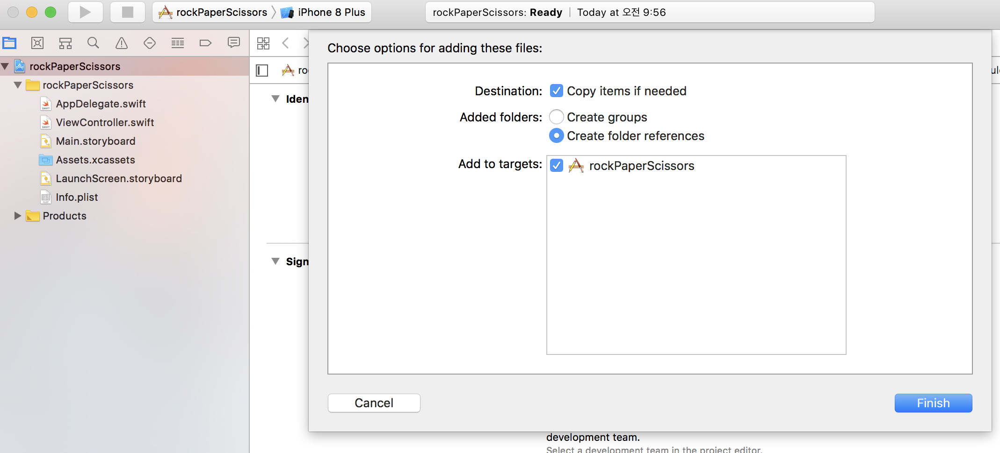 rockPaperScissors iPhone 8 Plus
rockPaperScissors: Ready Today at 오전 9:56
rockPaperScissors
rockPaperScissors
AppDelegate.swift
ViewController.swift
Main.storyboard
Assets.xcassets
LaunchScreen.storyboard
Info.plist
Products
ro
Iden
Sign
Choose options for adding these files:
Destination: Copy items if needed
Added folders: Create groups
Create folder references
Add to targets: rockPaperScissors
Cancel
Finish
development team.
Select a development team in the project editor.